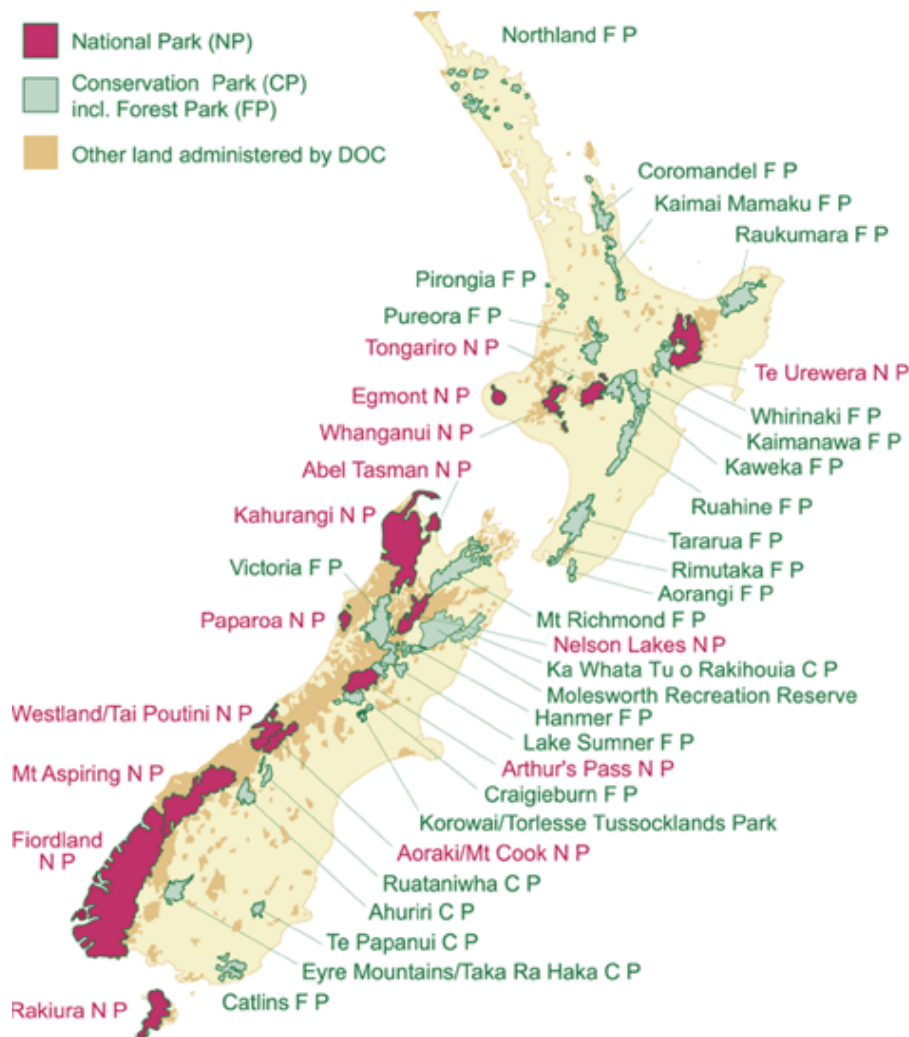 National Park (NP)
Conservation Park (CP)
incl. Forest Park (FP)
Other land administered by DOC
Northland F P
Coromandel F P
Kaimai Mamaku F P
Raukumara F P
Pirongia F P
Pureora F P
Tongariro N P
Te Urewera N P
Egmont N P
Whirinaki F P
Whanganui N P
Kaimanawa F P
Kaweka F P
Abel Tasman N P
Ruahine F P
Kahurangi N P
Tararua F P
Victoria F P
Rimutaka F P
Aorangi F P
Paparoa N P
Mt Richmond F P
Nelson Lakes N P
Ka Whata Tu o Rakihouia C P
Molesworth Recreation Reserve
Westland/Tai Poutini N P
Hanmer F P
Lake Sumner F P
Mt Aspiring N P
Arthur's Pass N P
Craigieburn F P
Korowai/Torlesse Tussocklands Park
Fiordland
N P
Aoraki/Mt Cook N P
Ruataniwha C P
Ahuriri C P
Te Papanui C P
Eyre Mountains/Taka Ra Haka C P
Catlins F P
Rakiura N P